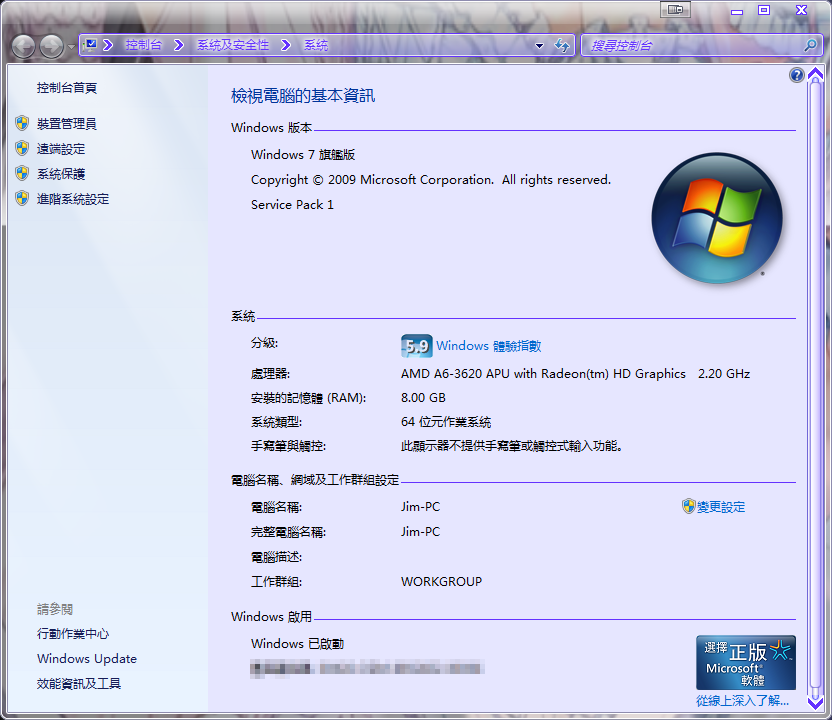 控制台 系統及安全性 系統
搜尋控制台
控制台首頁
裝置管理員
遠端設定
系統保護
進階系統設定
檢視電腦的基本資訊
Windows 版本
Windows 7 旗艦版
Copyright © 2009 Microsoft Corporation. All rights reserved.
Service Pack 1
系統
分級: 5.9 Windows 體驗指數
處理器: AMD A6-3620 APU with Radeon(tm) HD Graphics 2.20 GHz
安裝的記憶體 (RAM): 8.00 GB
系統類型: 64 位元作業系統
手寫筆與觸控: 此顯示器不提供手寫筆或觸控式輸入功能。
電腦名稱、網域及工作群組設定
電腦名稱: Jim-PC 變更設定
完整電腦名稱: Jim-PC
電腦描述:
工作群組: WORKGROUP
Windows 啟用
Windows 已啟動
選擇 正版
Microsoft®
軟體
從線上深入了解...
請參閱
行動作業中心
Windows Update
效能資訊及工具